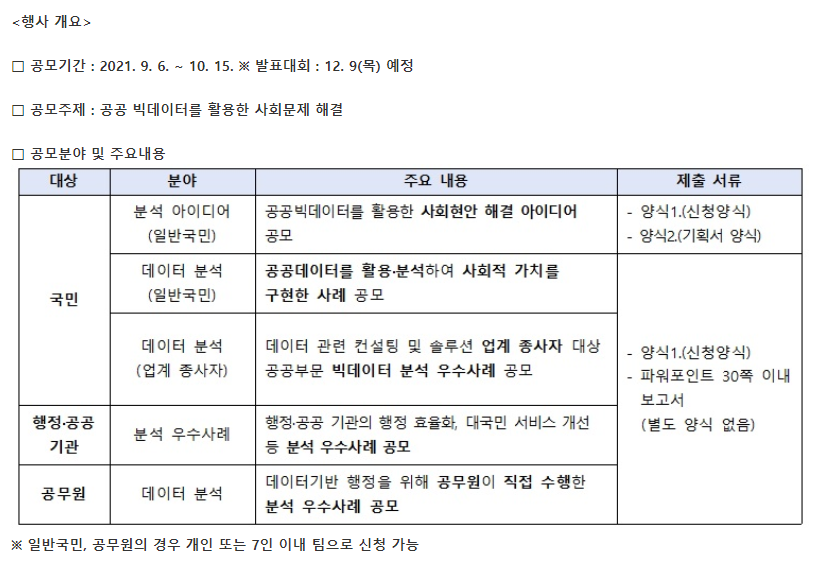 <행사 개요>
□ 공모기간 : 2021. 9. 6. ~ 10. 15. ※ 발표대회 : 12. 9(목) 예정
□ 공모주제 : 공공 빅데이터를 활용한 사회문제 해결
□ 공모분야 및 주요내용
대상 분야 주요 내용 제출 서류
국민
분석 아이디어
(일반국민)
공공빅데이터를 활용한 사회현안 해결 아이디어
공모
- 양식1.(신청양식)
- 양식2.(기획서 양식)
데이터 분석
(일반국민)
공공데이터를 활용·분석하여 사회적 가치를
구현한 사례 공모
데이터 분석
(업계 종사자)
데이터 관련 컨설팅 및 솔루션 업계 종사자 대상
공공부문 빅데이터 분석 우수사례 공모
- 양식1.(신청양식)
- 파워포인트 30쪽 이내
보고서
(별도 양식 없음)
행정·공공
기관
분석 우수사례
행정·공공 기관의 행정 효율화, 대국민 서비스 개선
등 분석 우수사례 공모
공무원
데이터 분석
데이터기반 행정을 위해 공무원이 직접 수행한
분석 우수사례 공모
※ 일반국민, 공무원의 경우 개인 또는 7인 이내 팀으로 신청 가능